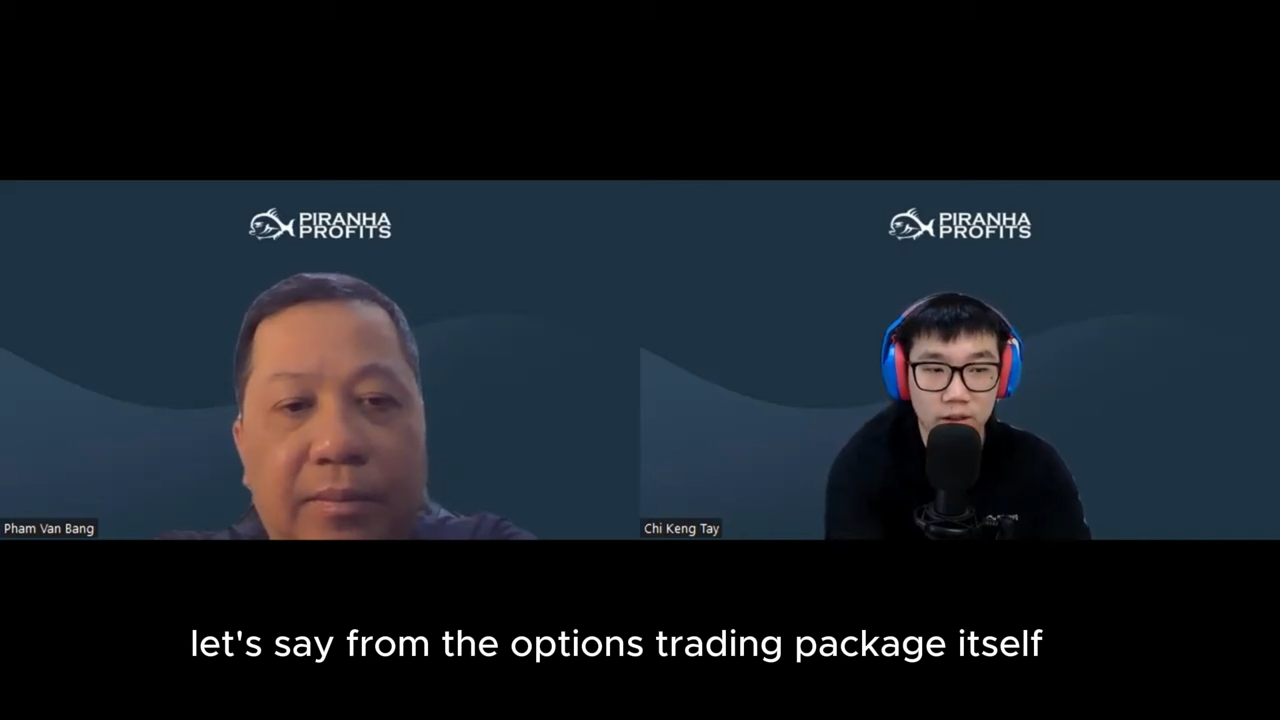 PIRANHA
PROFITS
PIRANHA
PROFITS
Pham Van Bang
Chi Keng Tay
let's say from the options trading package itself